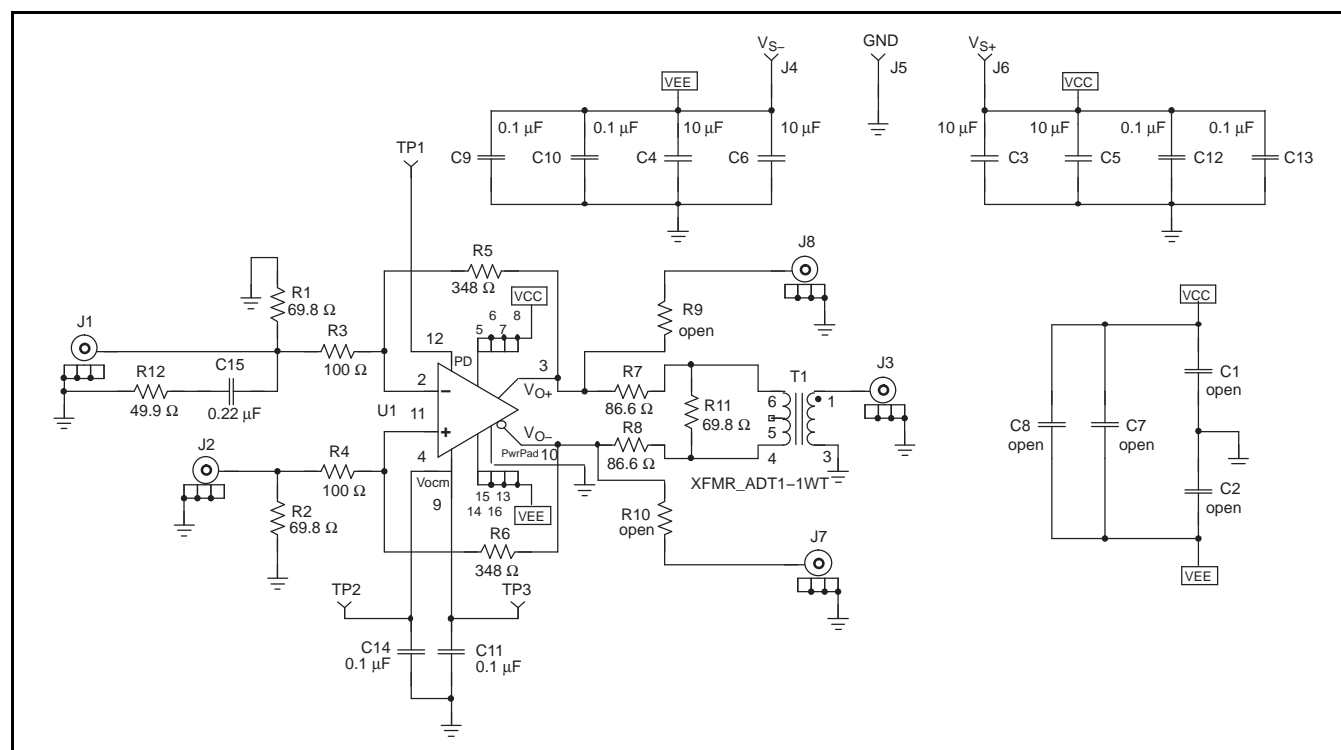 VS− GND VS+
J4 J5 J6
VEE VCC
0.1 µF 0.1 µF 10 µF 10 µF 10 µF 10 µF 0.1 µF 0.1 µF
C9 C10 C4 C6 C3 C5 C12 C13
TP1
J8
R5
348 Ω
VCC
R9
open
R1
69.8 Ω
J1
R3
100 Ω
12
PD
5 6 7 8
3
VO+
R12
49.9 Ω
C15
0.22 µF
2
−
U1
11
+
4
R7
86.6 Ω
R11
69.8 Ω
T1
6
5
4
1
3
J3
XFMR_ADT1−1WT
VO−
PwrPad 10
R8
86.6 Ω
J2
R4
100 Ω
R2
69.8 Ω
Vocm
9
15 13
14 16
VEE
R6
348 Ω
R10
open
J7
TP2 TP3
C14
0.1 µF
C11
0.1 µF
VCC
C8
open
C7
open
C1
open
C2
open
VEE